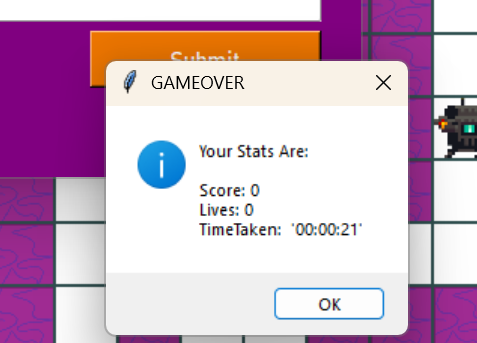 Submit
GAMEOVER
Your Stats Are:
Score: 0
Lives: 0
TimeTaken:  '00:00:21'
OK